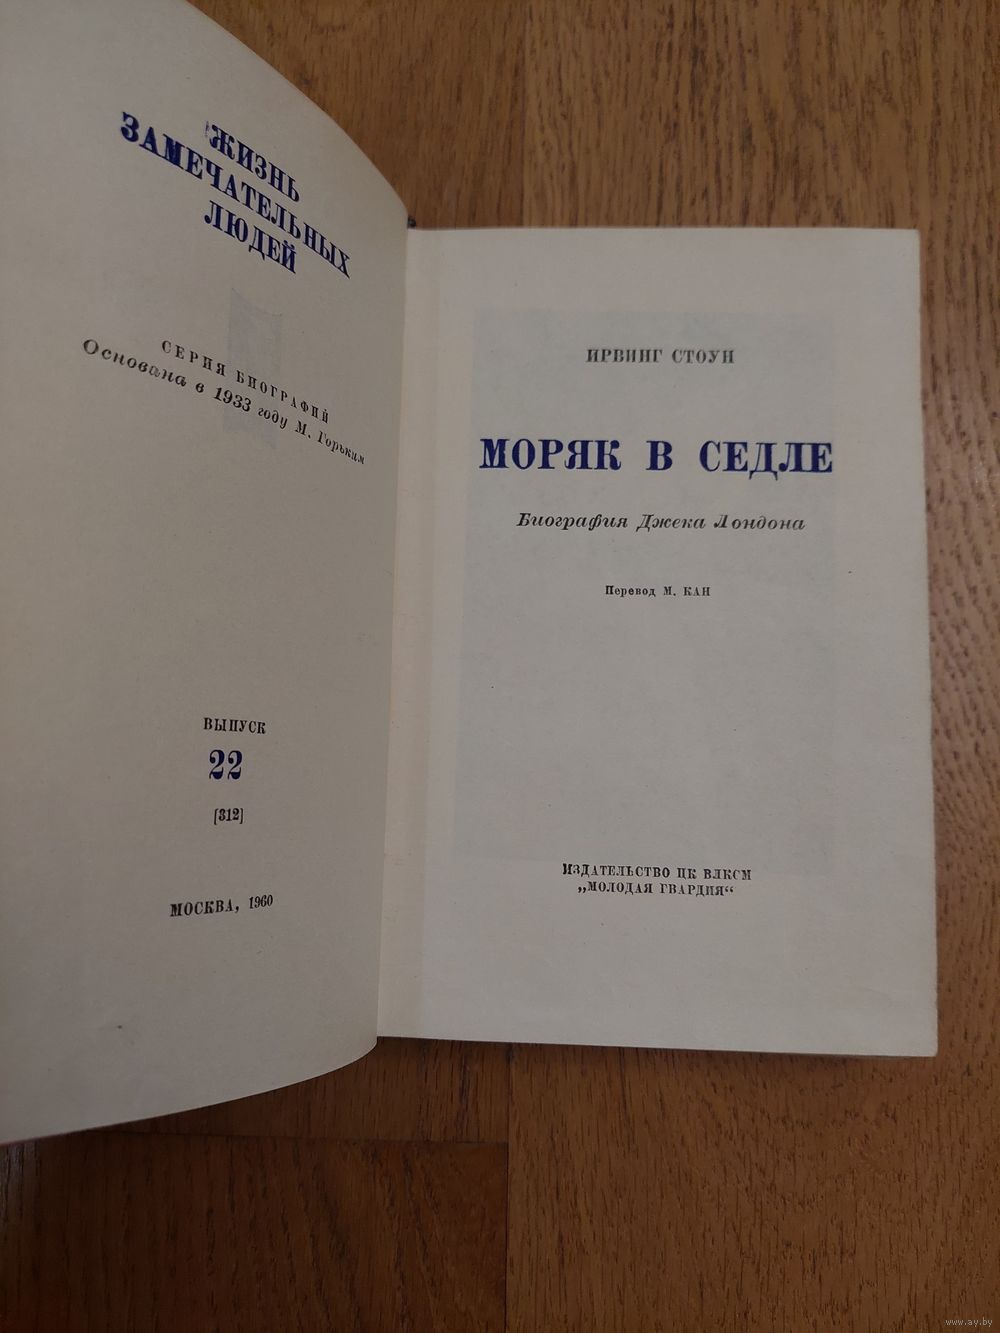 ЖИЗНЬ
ЗАМЕЧАТЕЛЬНЫХ
ЛЮДЕЙ
СЕРИЯ БИОГРАФИЙ
Основана в 1933 году М. Горьким
ВЫПУСК
22
[312]
МОСКВА, 1960
ИРВИНГ СТОУН
МОРЯК В СЕДЛЕ
Биография Джека Лондона
Перевод М. КАН
ИЗДАТЕЛЬСТВО ЦК ВЛКСМ
„МОЛОДАЯ ГВАРДИЯ“
www.ay.by